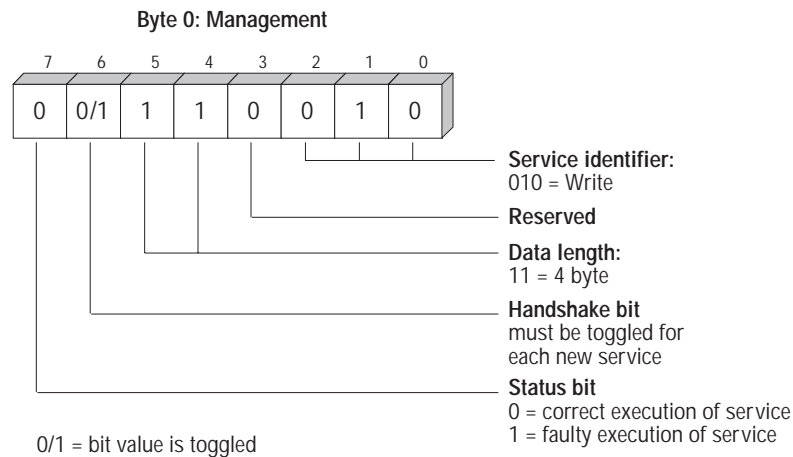 Byte 0: Management
7 6 5 4 3 2 1 0
0 0/1 1 1 0 0 1 0
Service identifier:
010 = Write
Reserved
Data length:
11 = 4 byte
Handshake bit
must be toggled for
each new service
Status bit
0 = correct execution of service
1 = faulty execution of service
0/1 = bit value is toggled